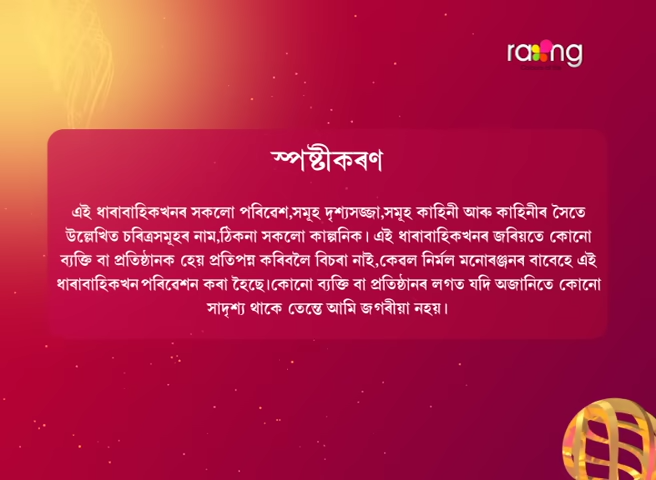 rang
স্পষ্টীকৰণ
এই ধাৰাবাহিকখনৰ সকলো পৰিৱেশ,সমূহ দৃশ্যসজ্জা,সমূহ কাহিনী আৰু কাহিনীৰ সৈতে
উল্লেখিত চৰিত্ৰসমূহৰ নাম,ঠিকনা সকলো কাল্পনিক। এই ধাৰাবাহিকখনৰ জৰিয়তে কোনো
ব্যক্তি বা প্ৰতিষ্ঠানক হেয় প্ৰতিপন্ন কৰিবলৈ বিচৰা নাই,কেৱল নিৰ্মল মনোৰঞ্জনৰ বাবেহে এই
ধাৰাবাহিকখন পৰিৱেশন কৰা হৈছে।কোনো ব্যক্তি বা প্ৰতিষ্ঠানৰ লগত যদি অজানিতে কোনো
সাদৃশ্য থাকে তেন্তে আমি জগৰীয়া নহয়।